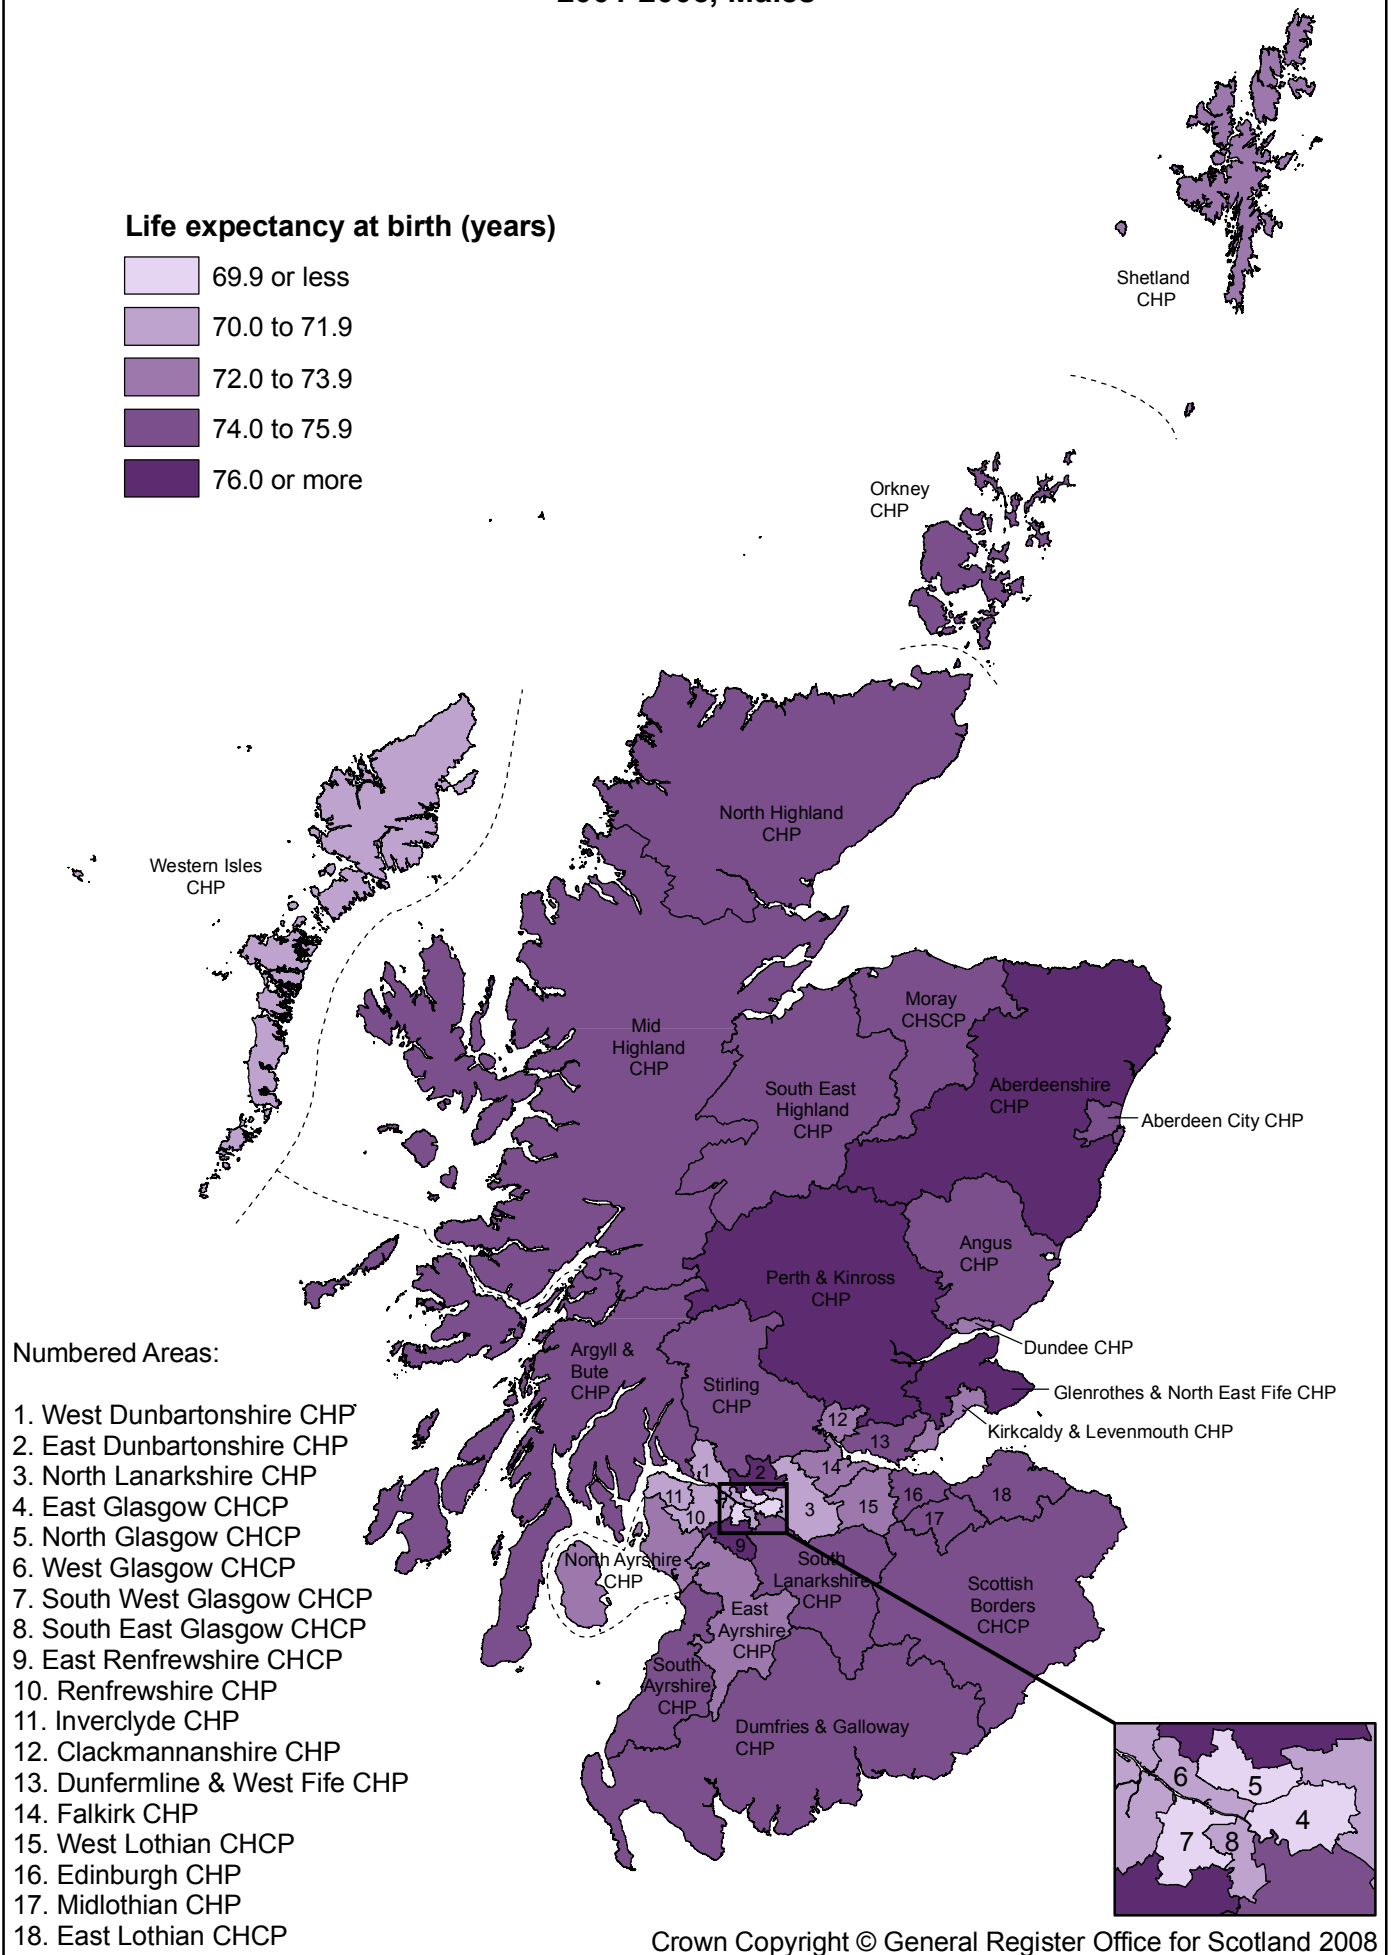 Life expectancy at birth (years)
69.9 or less
70.0 to 71.9
72.0 to 73.9
74.0 to 75.9
76.0 or more
Shetland
CHP
Orkney
CHP
North Highland
CHP
Western Isles
CHP
Moray
CHSCP
Mid
Highland
CHP
South East
Highland
CHP
Aberdeenshire
CHP
Aberdeen City CHP
Angus
CHP
Perth & Kinross
CHP
Dundee CHP
Argyll &
Bute
CHP
Stirling
CHP
Glenrothes & North East Fife CHP
Kirkcaldy & Levenmouth CHP
12
13
1
2
14
11
10
3
15
16
17
18
9
North Ayrshire
CHP
South
Lanarkshire
CHP
East
Ayrshire
CHP
Scottish
Borders
CHCP
South
Ayrshire
CHP
Dumfries & Galloway
CHP
6
5
4
7
8
Numbered Areas:
1. West Dunbartonshire CHP
2. East Dunbartonshire CHP
3. North Lanarkshire CHP
4. East Glasgow CHCP
5. North Glasgow CHCP
6. West Glasgow CHCP
7. South West Glasgow CHCP
8. South East Glasgow CHCP
9. East Renfrewshire CHCP
10. Renfrewshire CHP
11. Inverclyde CHP
12. Clackmannanshire CHP
13. Dunfermline & West Fife CHP
14. Falkirk CHP
15. West Lothian CHCP
16. Edinburgh CHP
17. Midlothian CHP
18. East Lothian CHCP
Crown Copyright © General Register Office for Scotland 2008